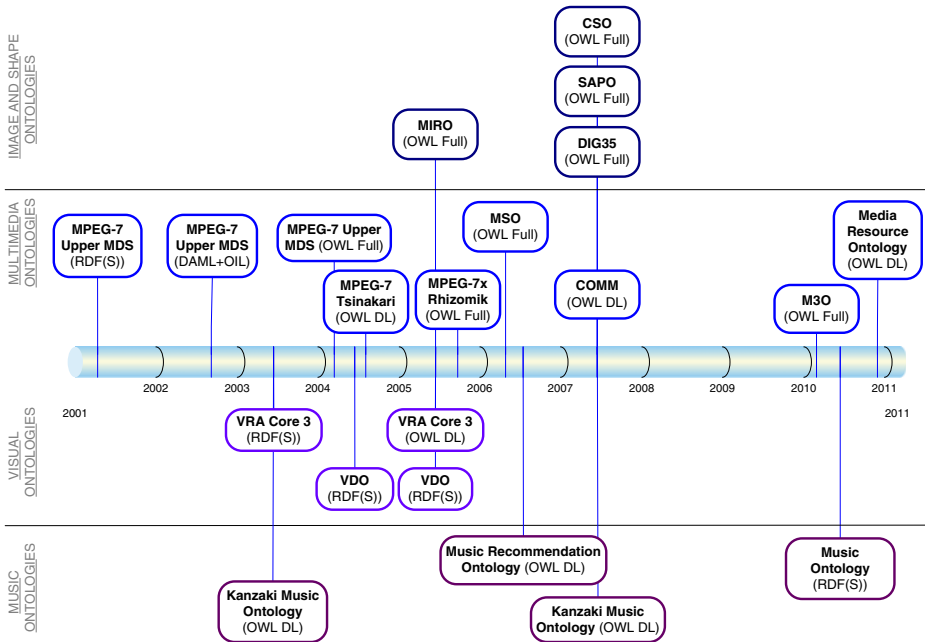 IMAGE AND SHAPE
ONTOLOGIES
CSO
(OWL Full)
SAPO
(OWL Full)
MIRO
(OWL Full)
DIG35
(OWL Full)
MULTIMEDIA
ONTOLOGIES
MPEG-7
Upper MDS
(RDF(S))
MPEG-7
Upper MDS
(DAML+OIL)
MPEG-7 Upper
MDS (OWL Full)
MPEG-7
Tsinakari
(OWL DL)
MPEG-7x
Rhizomik
(OWL Full)
MSO
(OWL Full)
COMM
(OWL DL)
M3O
(OWL Full)
Media
Resource
Ontology
(OWL DL)
2002
2003
2004
2005
2006
2007
2008
2009
2010
2011
2001
2011
VISUAL
ONTOLOGIES
VRA Core 3
(RDF(S))
VDO
(RDF(S))
VRA Core 3
(OWL DL)
VDO
(RDF(S))
MUSIC
ONTOLOGIES
Kanzaki Music
Ontology
(OWL DL)
Music Recommendation
Ontology (OWL DL)
Kanzaki Music
Ontology (OWL DL)
Music
Ontology
(RDF(S))